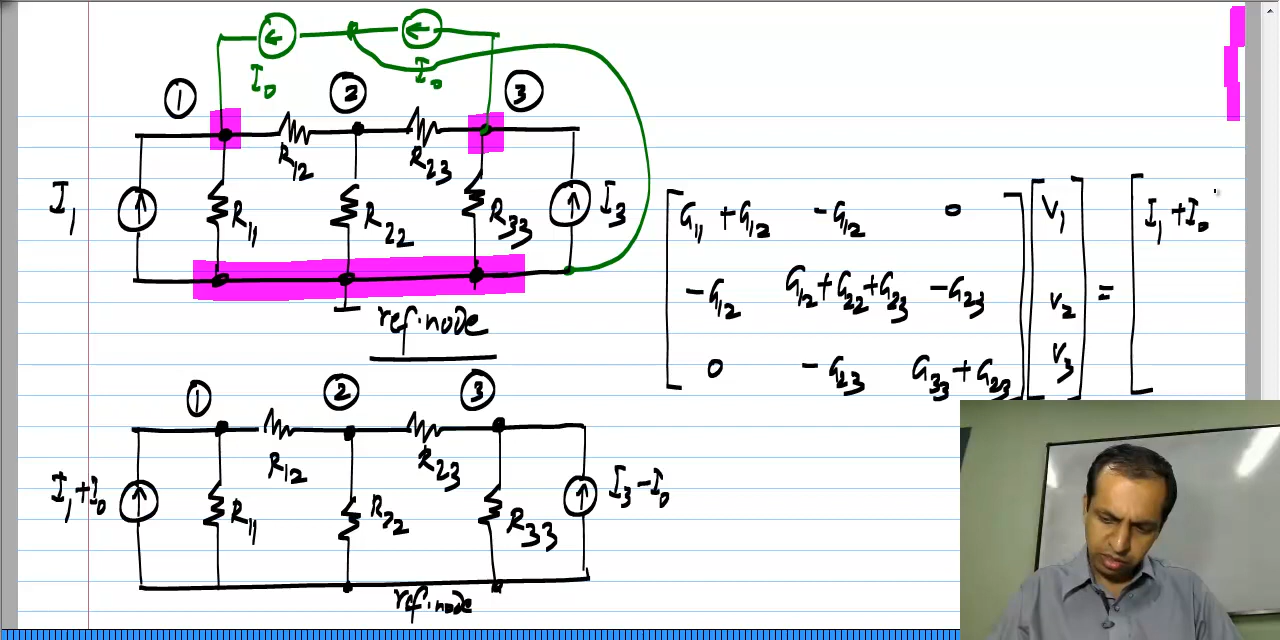 I₀ I₀
① ② ③
R₁₂ R₂₃
I₁ R₁₁ R₂₂ R₃₃ I₃
ref.node
G₁₁ + G₁₂ -G₁₂ 0 V₁ I₁ + I₀
-G₁₂ G₁₂ + G₂₂ + G₂₃ -G₂₃ V₂ =
0 -G₂₃ G₃₃ + G₂₃ V₃
① ② ③
R₁₂ R₂₃
I₁+I₀ R₁₁ R₂₂ R₃₃ I₃-I₀
ref.node